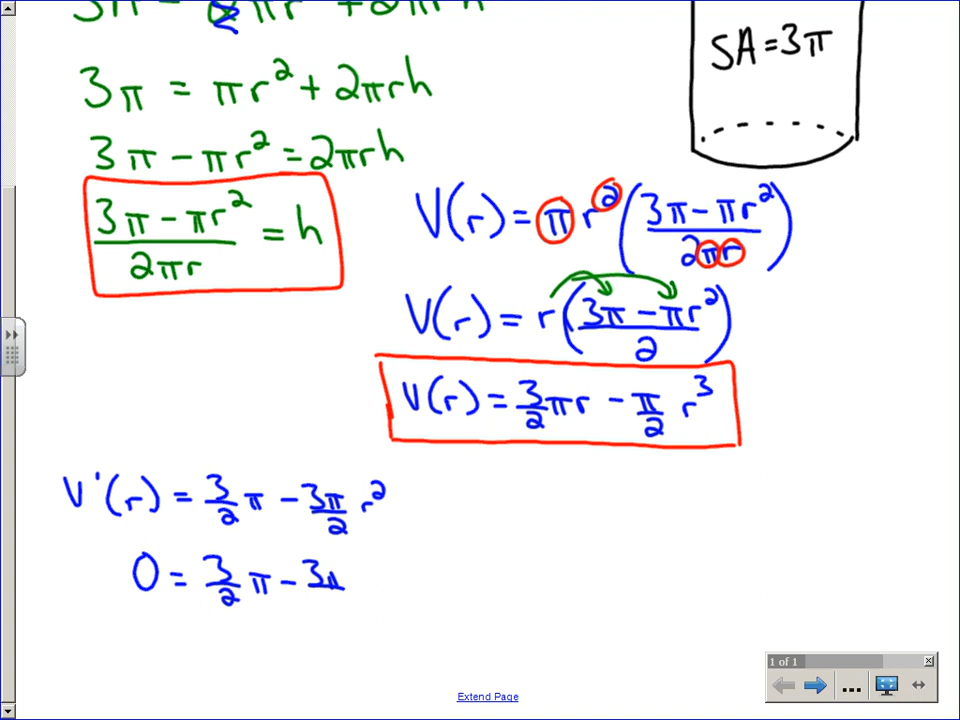 SA = 3π
3π = πr² + 2πrh
3π − πr² = 2πrh
(3π − πr²)/(2πr) = h
V(r) = πr²((3π − πr²)/(2πr))
V(r) = r((3π − πr²)/2)
V(r) = 3/2 πr − π/2 r³
V'(r) = 3/2 π − 3π/2 r²
0 = 3/2 π − 3π
1 of 1
...
Extend Page